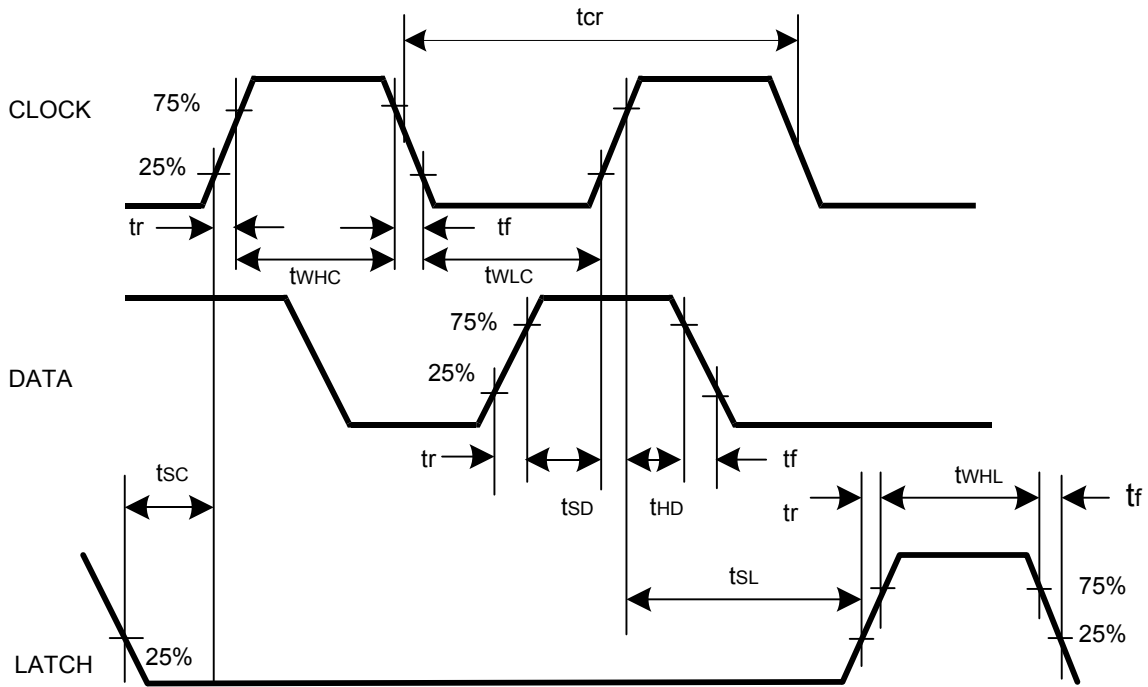 tcr
CLOCK
75%
25%
tr
tf
tWHC
tWLC
DATA
75%
25%
tr
tf
tSC
tSD
tHD
tWHL
tr
tf
tSL
75%
25%
25%
LATCH